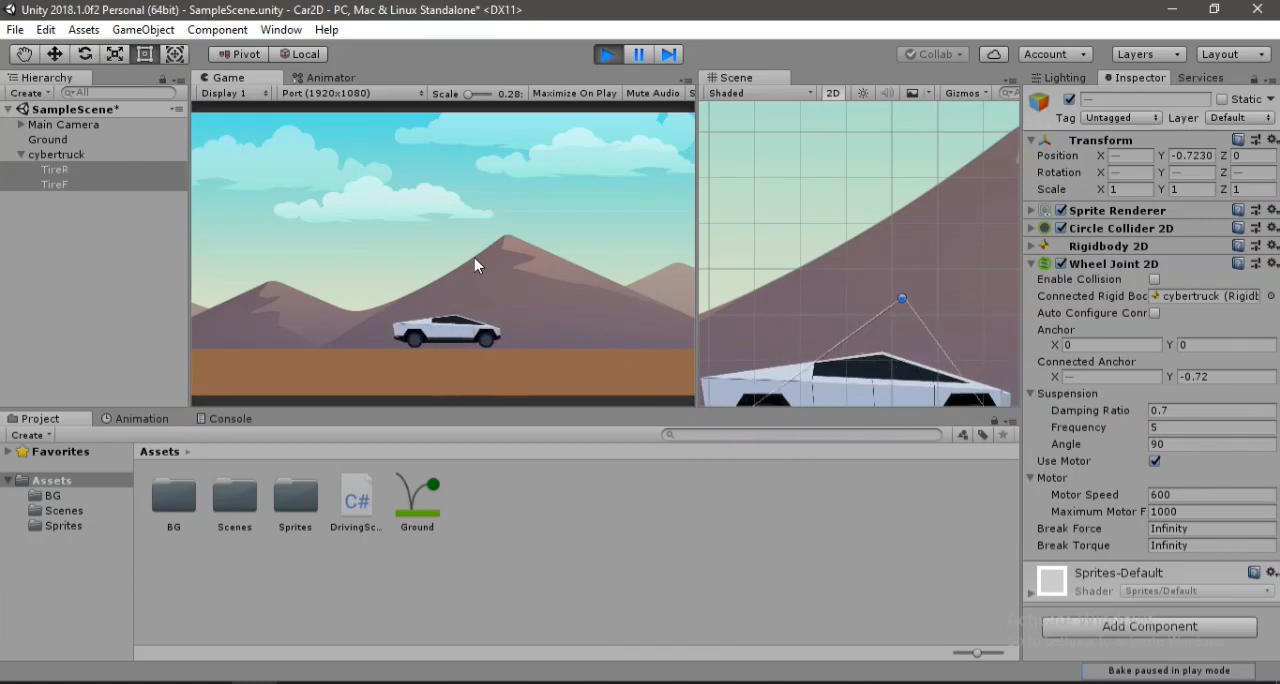 Unity 2018.1.0f2 Personal (64bit) - SampleScene.unity - Car2D - PC, Mac & Linux Standalone* <DX11>
File Edit Assets GameObject Component Window Help
Pivot Local Collab Account Layers Layout
Hierarchy Game Animator Scene Lighting Inspector Services
Create All Display 1 Port (1920x1080) Scale 0.28: Maximize On Play Mute Audio S Shaded 2D Gizmos All
Static
SampleScene*
Main Camera
Ground
cybertruck
TireR
TireF
Tag Untagged Layer Default
Transform
Position X — Y -0.7230 Z 0
Rotation X — Y — Z —
Scale X 1 Y 1 Z 1
Sprite Renderer
Circle Collider 2D
Rigidbody 2D
Wheel Joint 2D
Enable Collision
Connected Rigid Boc cybertruck (Rigidb
Auto Configure Conr
Anchor
X 0 Y 0
Connected Anchor
X — Y -0.72
Suspension
Damping Ratio 0.7
Frequency 5
Angle 90
Use Motor
Motor
Motor Speed 600
Maximum Motor F 1000
Break Force Infinity
Break Torque Infinity
Sprites-Default
Shader Sprites/Default
Add Component
Project Animation Console
Create
Favorites
Assets
BG
Scenes
Sprites
Assets
BG Scenes Sprites DrivingSc... Ground
Bake paused in play mode